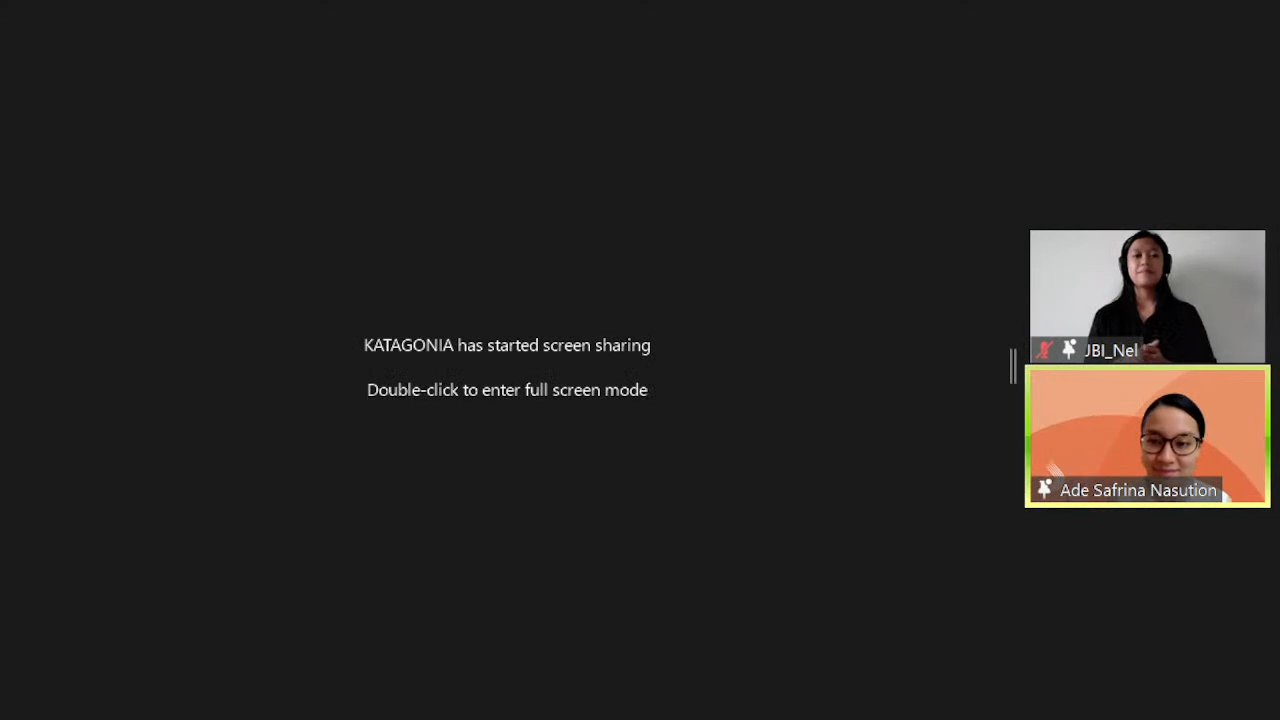 KATAGONIA has started screen sharing
Double-click to enter full screen mode
JBI_Nel
Ade Safrina Nasution